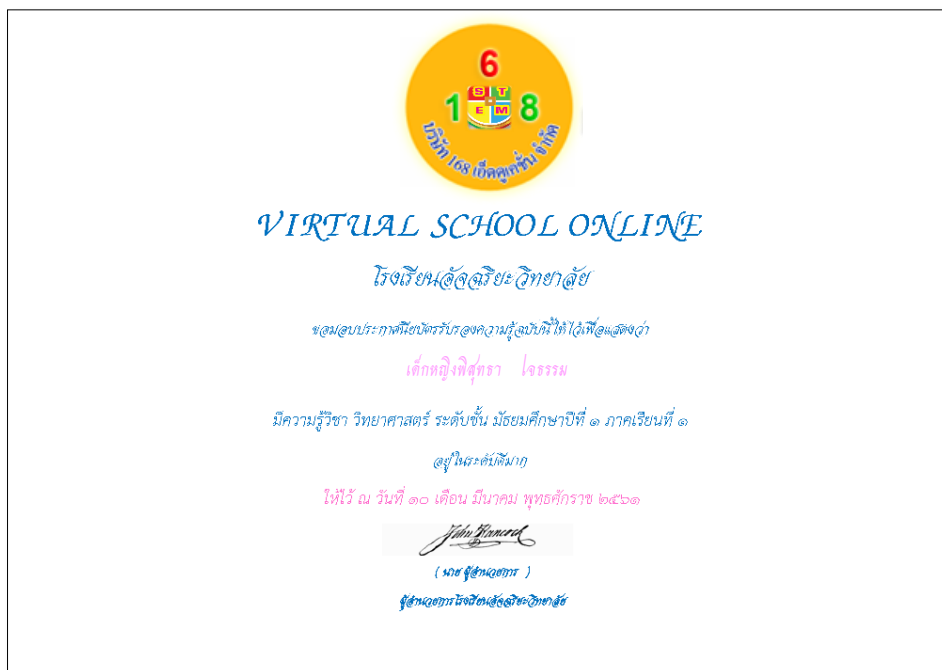 6
S T
1 8
E M
บริษัท 168 เอ็ดดูเคชั่น จำกัด
VIRTUAL SCHOOL ONLINE
โรงเรียนอัจฉริยะวิทยาลัย
ขอมอบประกาศนียบัตรรับรองความรู้ฉบับนี้ให้ไว้เพื่อแสดงว่า
เด็กหญิงพิสุทธา ใจธรรม
มีความรู้วิชา วิทยาศาสตร์ ระดับชั้น มัธยมศึกษาปีที่ ๑ ภาคเรียนที่ ๑
อยู่ในระดับดีมาก
ให้ไว้ ณ วันที่ ๑๐ เดือน มีนาคม พุทธศักราช ๒๕๖๑
John Hancock
( นาย ผู้อำนวยการ )
ผู้อำนวยการโรงเรียนอัจฉริยะวิทยาลัย